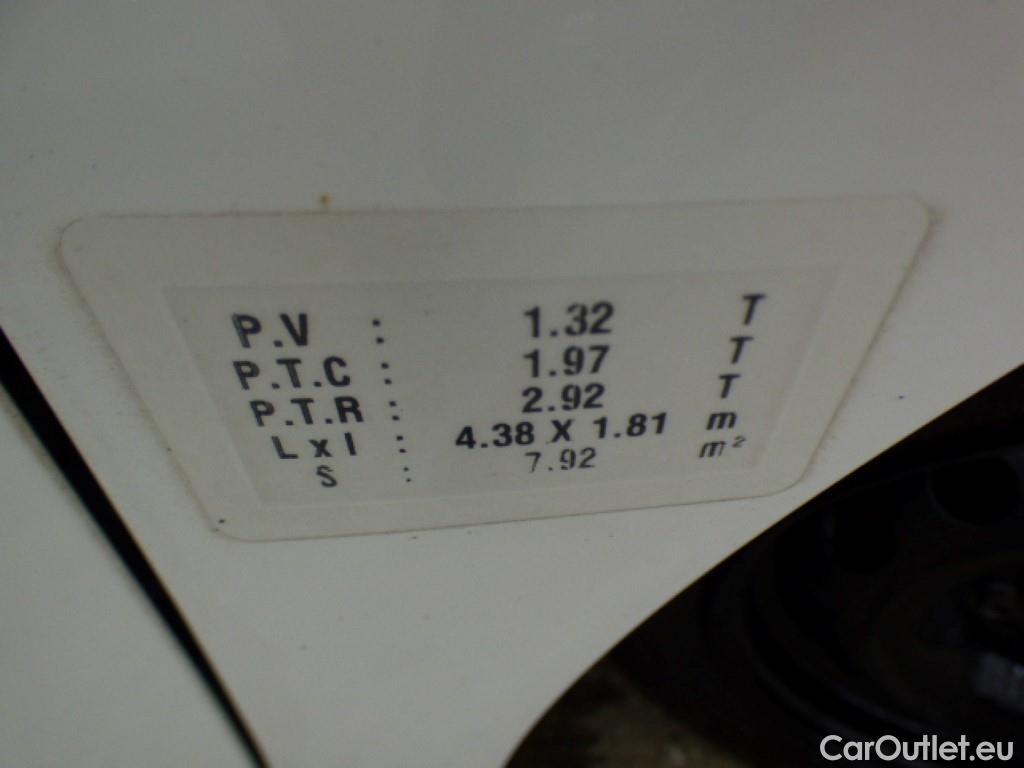 P.V : 1.32 T
P.T.C : 1.97 T
P.T.R : 2.92 T
L x l : 4.38 X 1.81 m
S : 7.92 m²
CarOutlet.eu